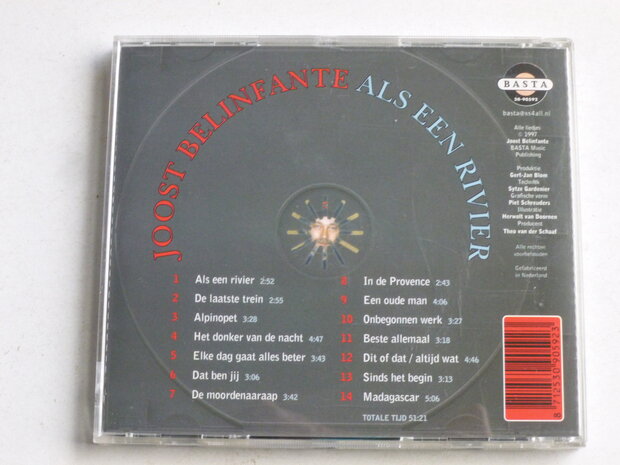 JOOST BELINFANTE ALS EEN RIVIER
BASTA
30-90592
basta@xs4all.nl
Alle liedjes
© 1997
Joost Belinfante
BASTA Music
Publishing
Produktie
Gert-Jan Blom
Techniek
Sytze Gardenier
Grafische vorm
Piet Schreuders
Illustratie
Herwolt van Doornen
Producent
Theo van der Schaaf
Alle rechten
voorbehouden
Gefabriceerd
in Nederland
1 Als een rivier 2:52
2 De laatste trein 2:55
3 Alpinopet 3:28
4 Het donker van de nacht 4:47
5 Elke dag gaat alles beter 3:43
6 Dat ben jij 3:06
7 De moordenaaraap 3:42
8 In de Provence 2:43
9 Een oude man 4:06
10 Onbegonnen werk 3:27
11 Beste allemaal 3:18
12 Dit of dat / altijd wat 4:46
13 Sinds het begin 3:13
14 Madagascar 5:06
TOTALE TIJD 51:21
8 712530 905923